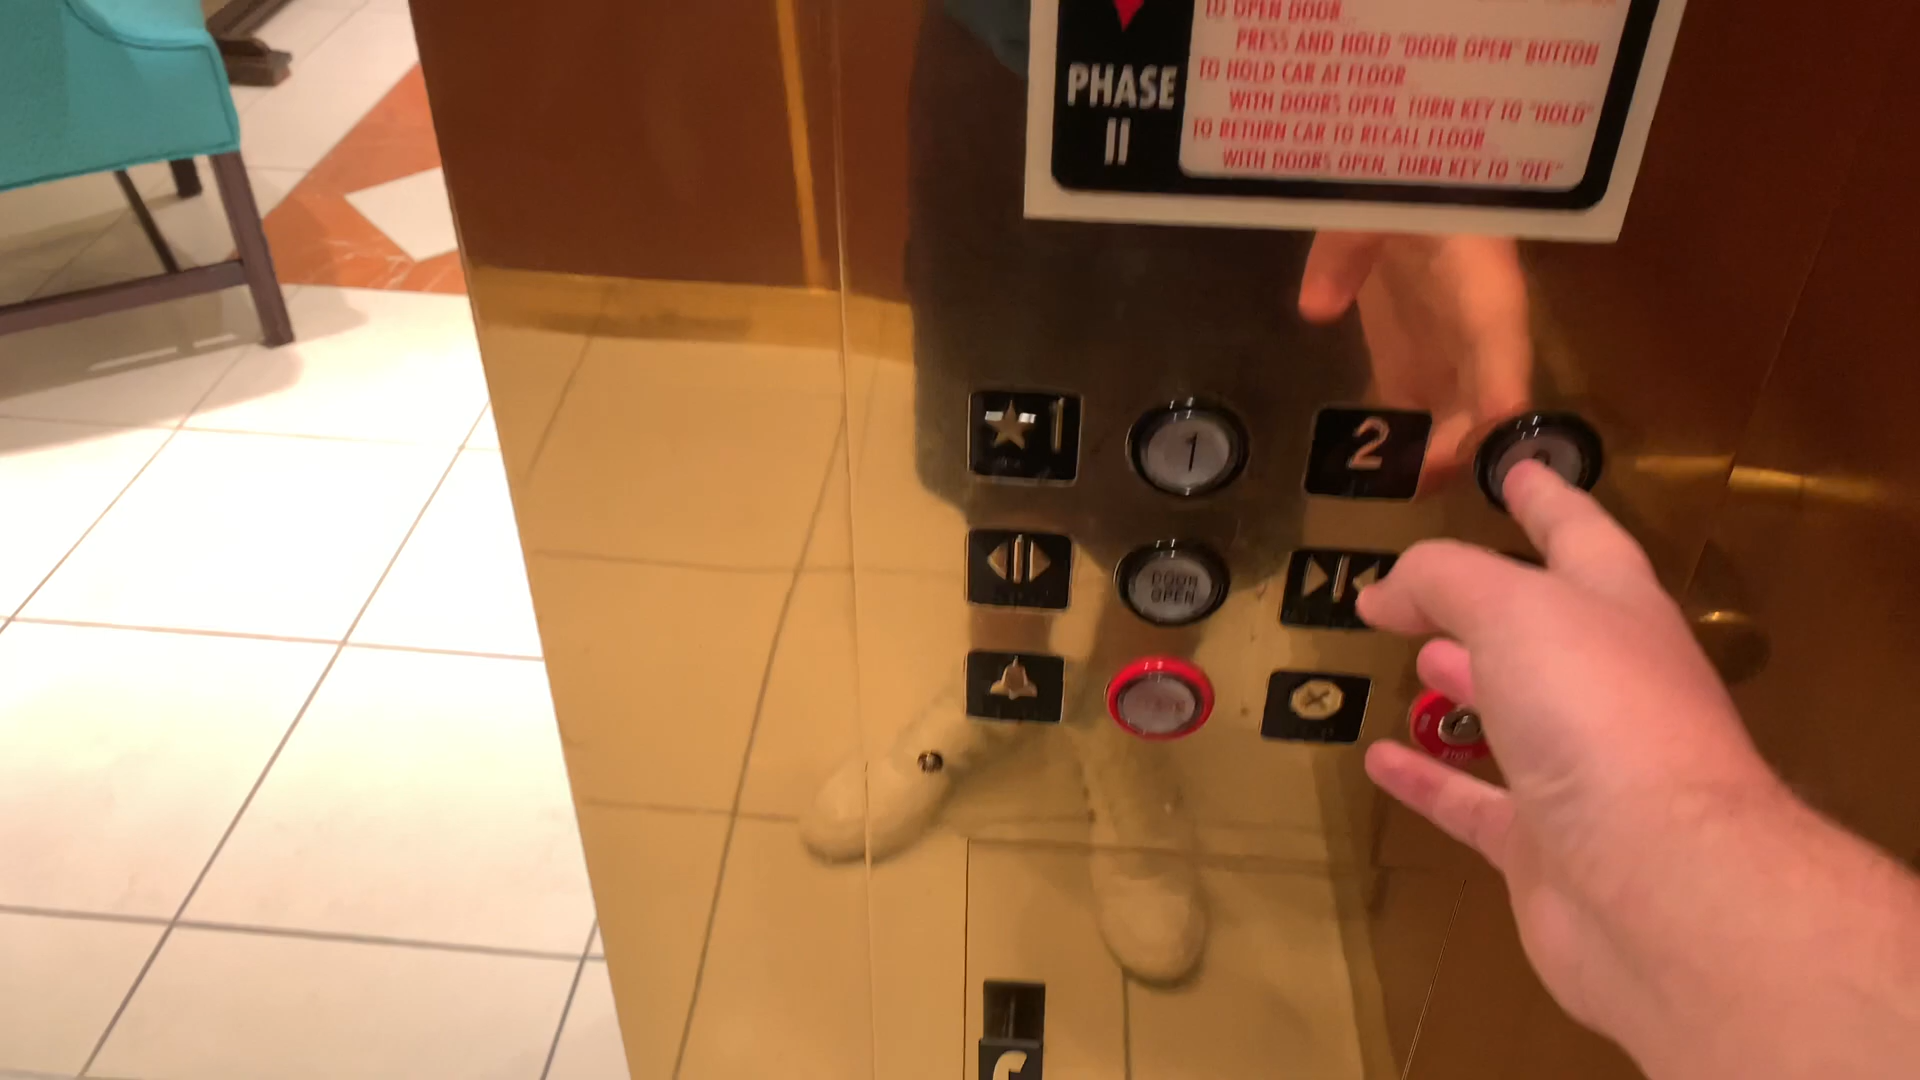 TO OPEN DOOR
PRESS AND HOLD "DOOR OPEN" BUTTON
TO HOLD CAR AT FLOOR
WITH DOORS OPEN, TURN KEY TO "HOLD"
TO RETURN CAR TO RECALL FLOOR
WITH DOORS OPEN, TURN KEY TO "OFF"
PHASE
II
★1
1
2
DOOR
OPEN
STOP